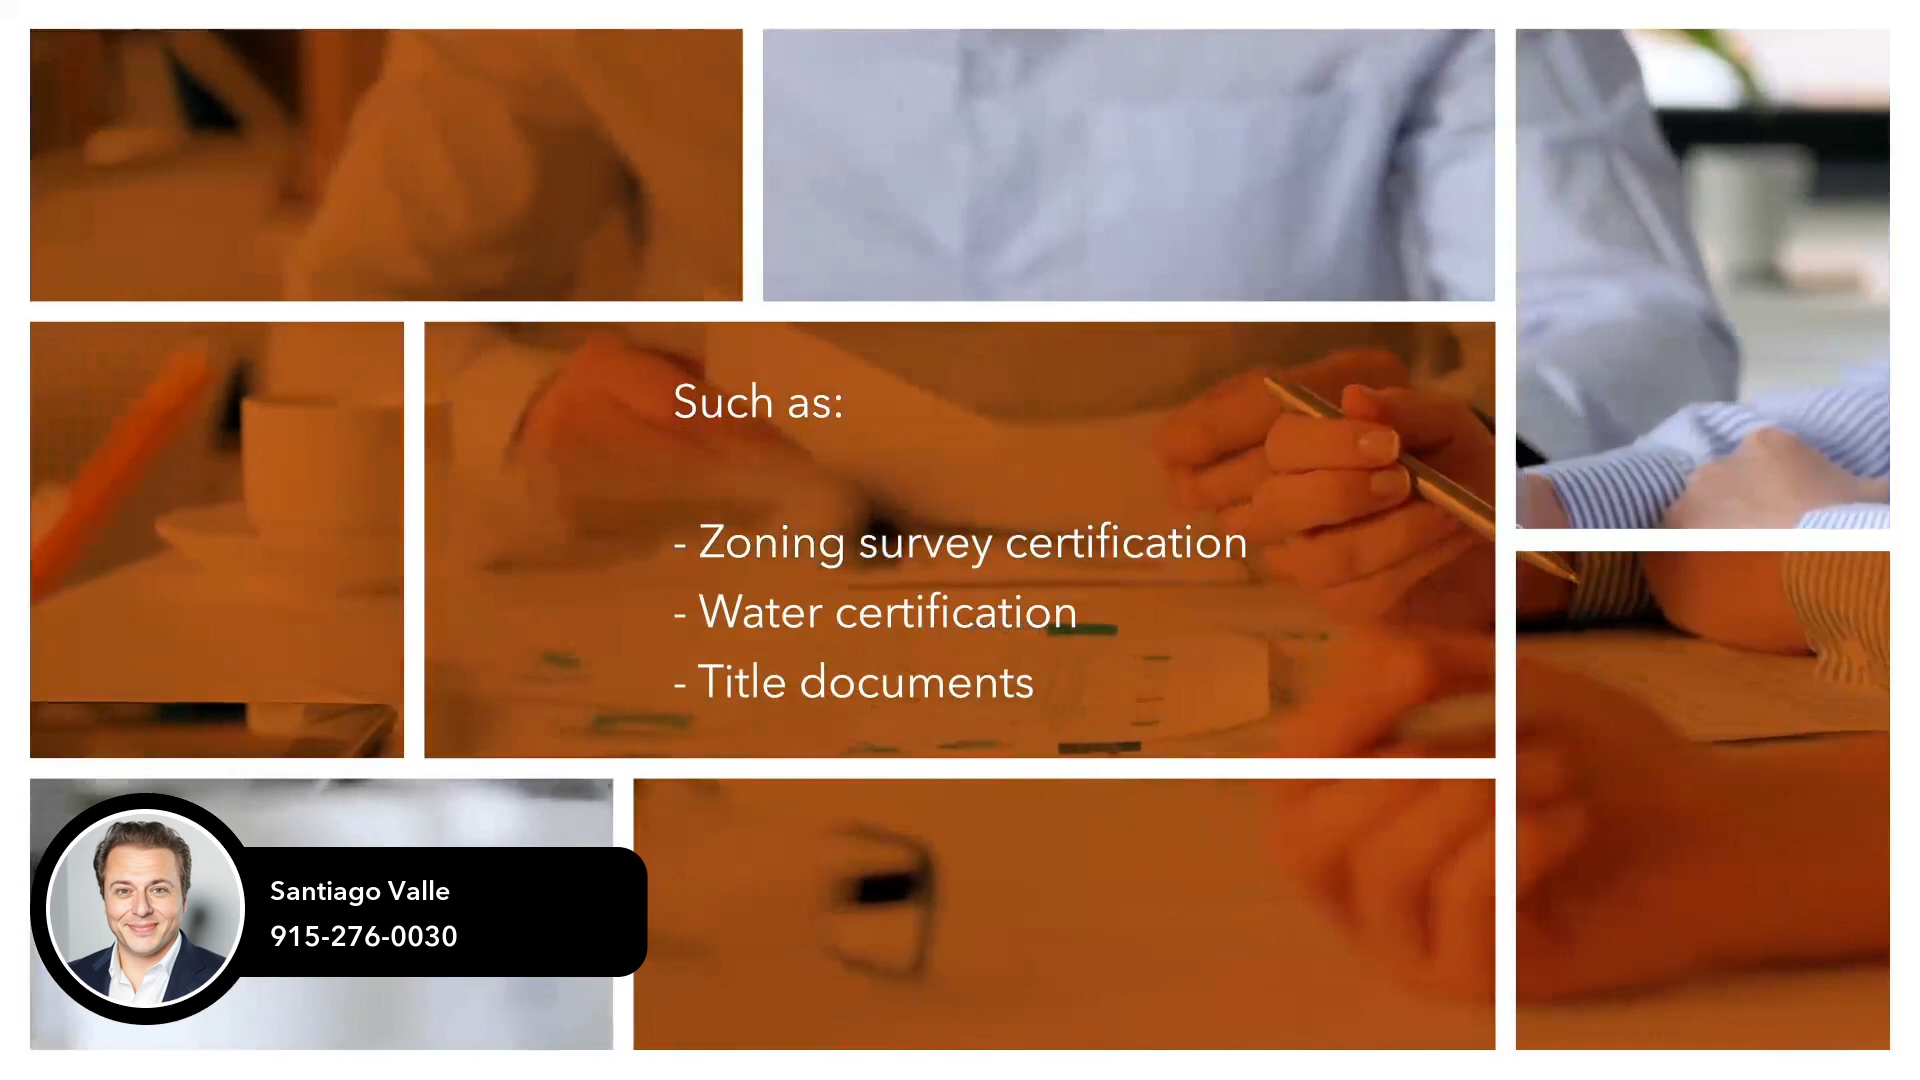 Such as:
- Zoning survey certification
- Water certification
- Title documents
Santiago Valle
915-276-0030